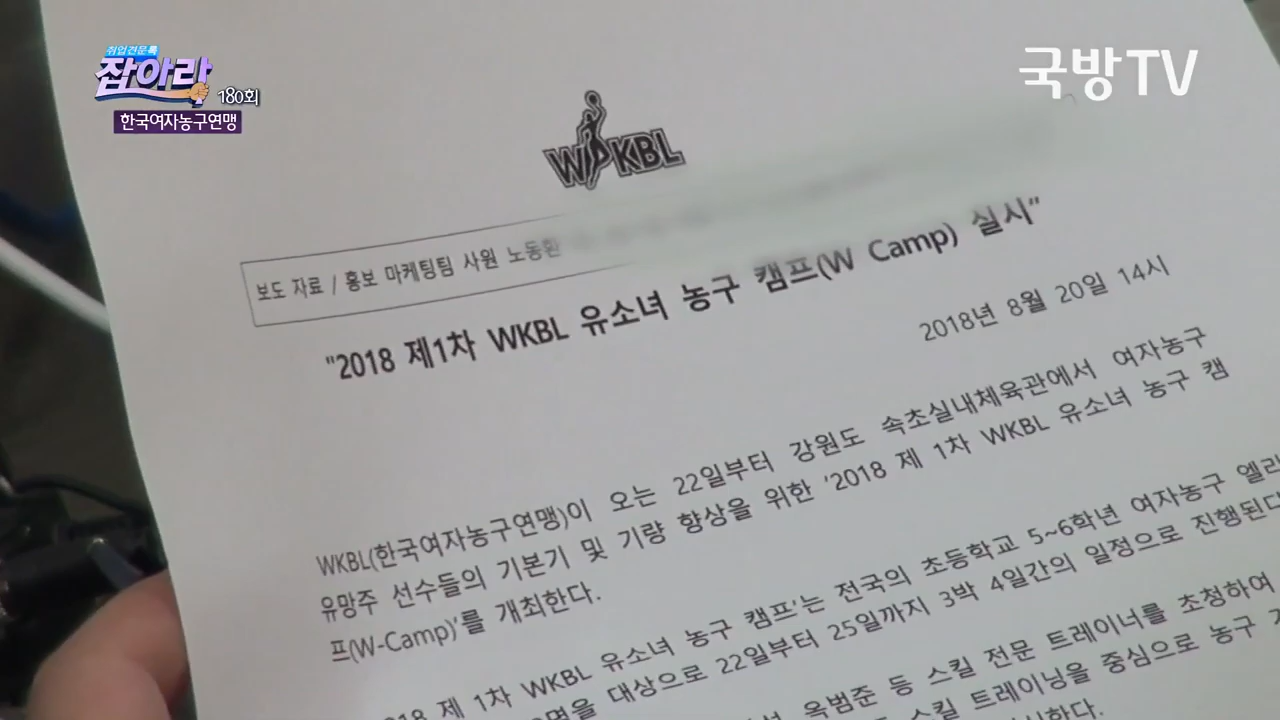 취업견문록
잡아라
180회
한국여자농구연맹
국방TV
WKBL
보도 자료 / 홍보 마케팅팀 사원 노동환
"2018 제1차 WKBL 유소녀 농구 캠프(W Camp) 실시"
2018년 8월 20일 14시
WKBL(한국여자농구연맹)이 오는 22일부터 강원도 속초실내체육관에서 여자농구
유망주 선수들의 기본기 및 기량 향상을 위한 '2018 제 1차 WKBL 유소녀 농구 캠
프(W-Camp)'를 개최한다.
제 1차 WKBL 유소녀 농구 캠프'는 전국의 초등학교 5~6학년 여자농구 엘리
대상으로 22일부터 25일까지 3박 4일간의 일정으로 진행된다
옥범준 등 스킬 전문 트레이너를 초청하여
스킬 트레이닝을 중심으로 농구